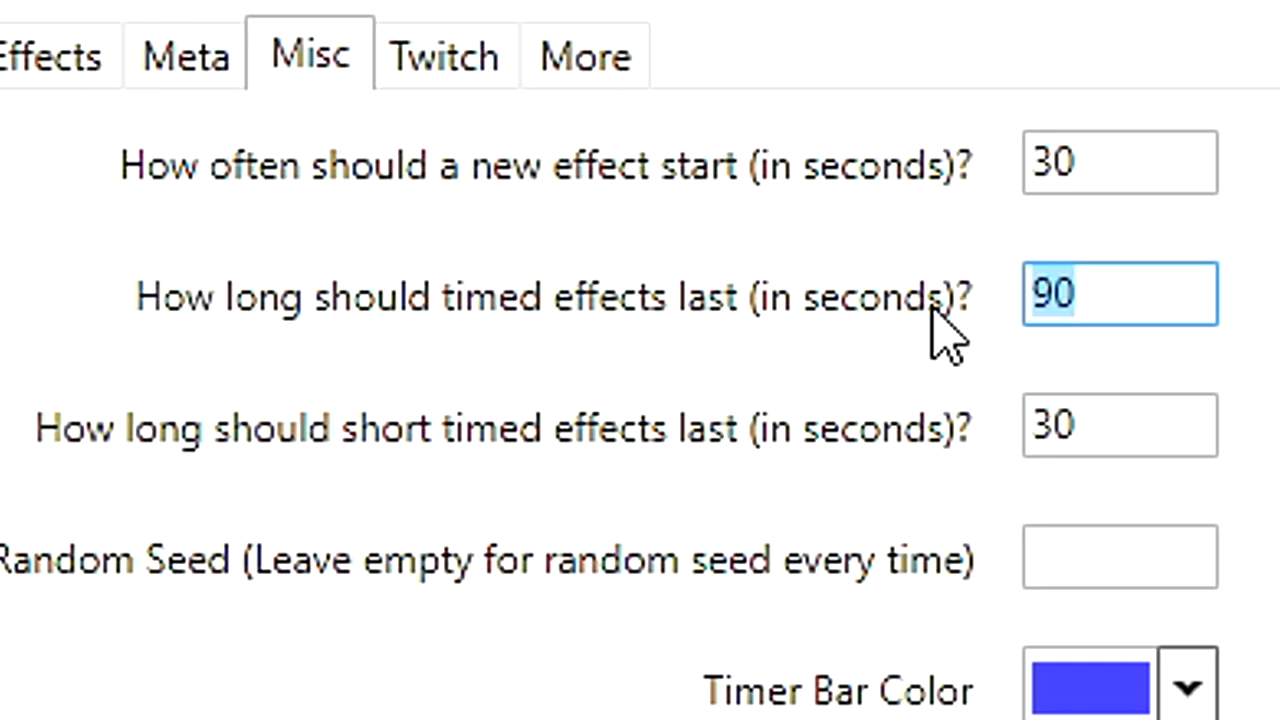 Effects Meta Misc Twitch More
How often should a new effect start (in seconds)? 30
How long should timed effects last (in seconds)? 90
How long should short timed effects last (in seconds)? 30
Random Seed (Leave empty for random seed every time)
Timer Bar Color